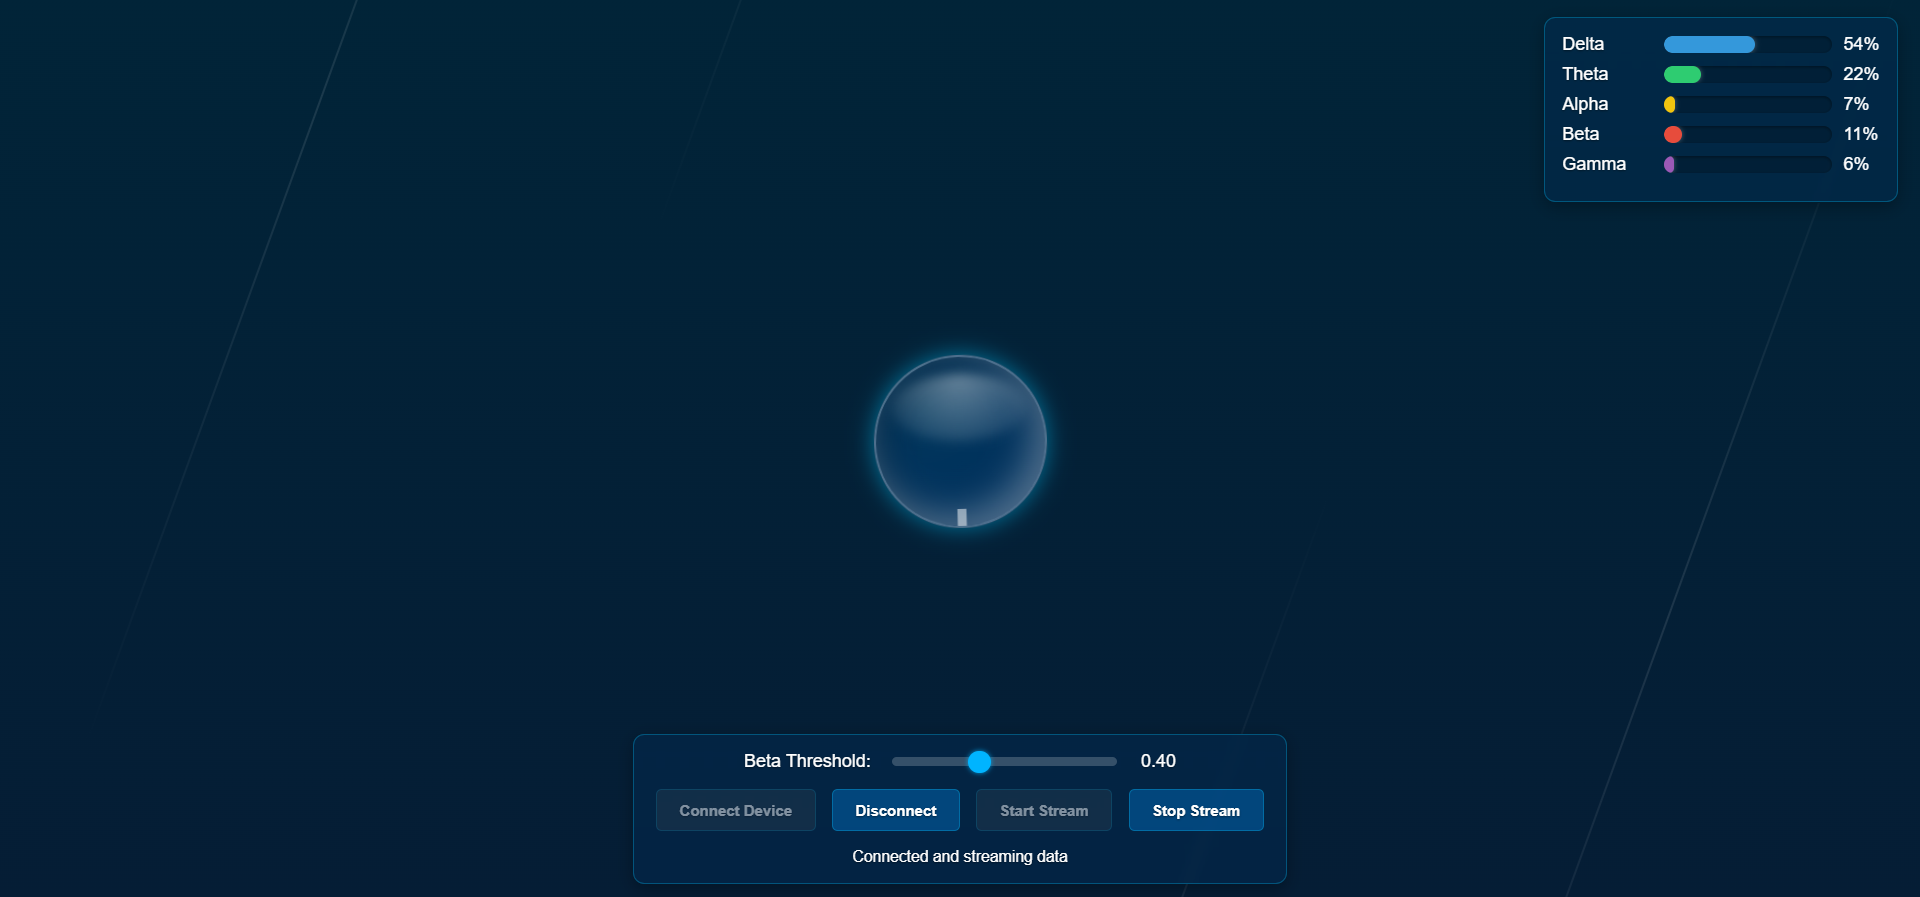 Delta 54%
Theta 22%
Alpha 7%
Beta 11%
Gamma 6%
Beta Threshold: 0.40
Connect Device Disconnect Start Stream Stop Stream
Connected and streaming data